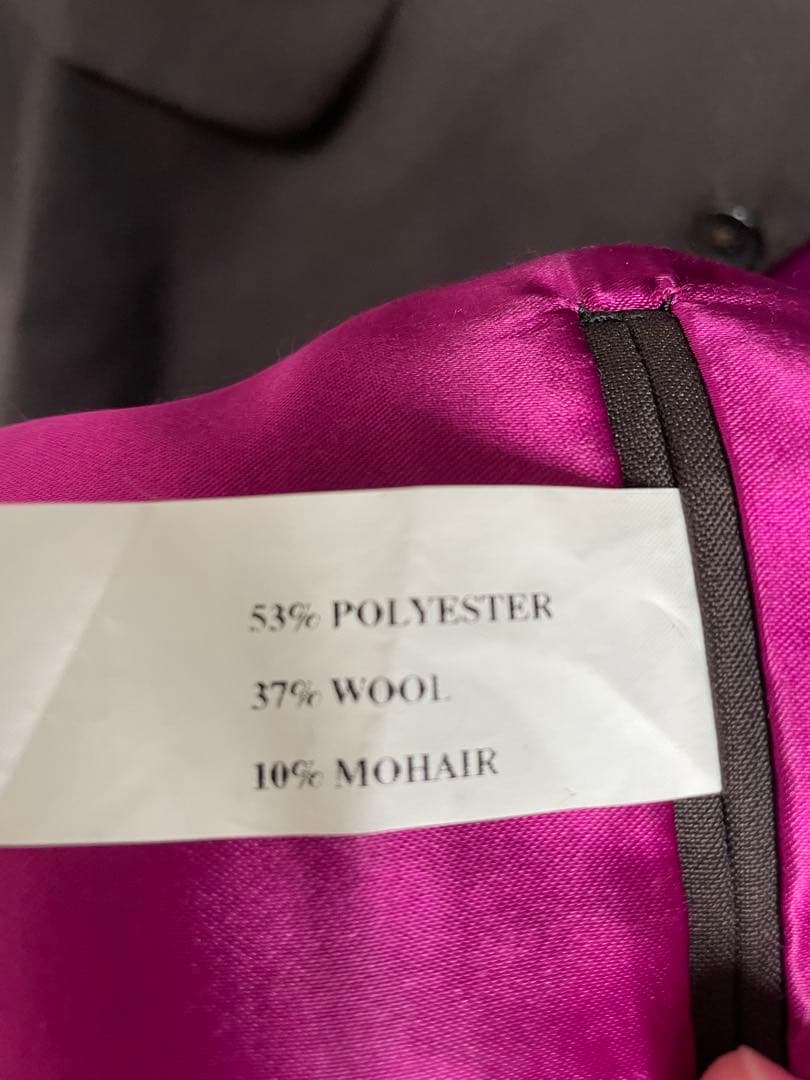 53% POLYESTER
37% WOOL
10% MOHAIR